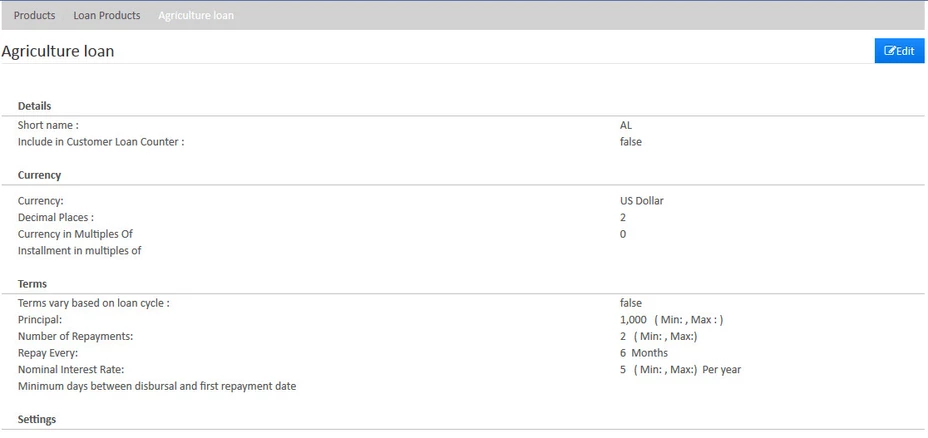 Products Loan Products Agriculture loan
Agriculture loan Edit
Details
Short name : AL
Include in Customer Loan Counter : false
Currency
Currency: US Dollar
Decimal Places : 2
Currency in Multiples Of 0
Installment in multiples of
Terms
Terms vary based on loan cycle : false
Principal: 1,000 ( Min: , Max : )
Number of Repayments: 2 ( Min: , Max:)
Repay Every: 6 Months
Nominal Interest Rate: 5 ( Min: , Max:) Per year
Minimum days between disbursal and first repayment date
Settings